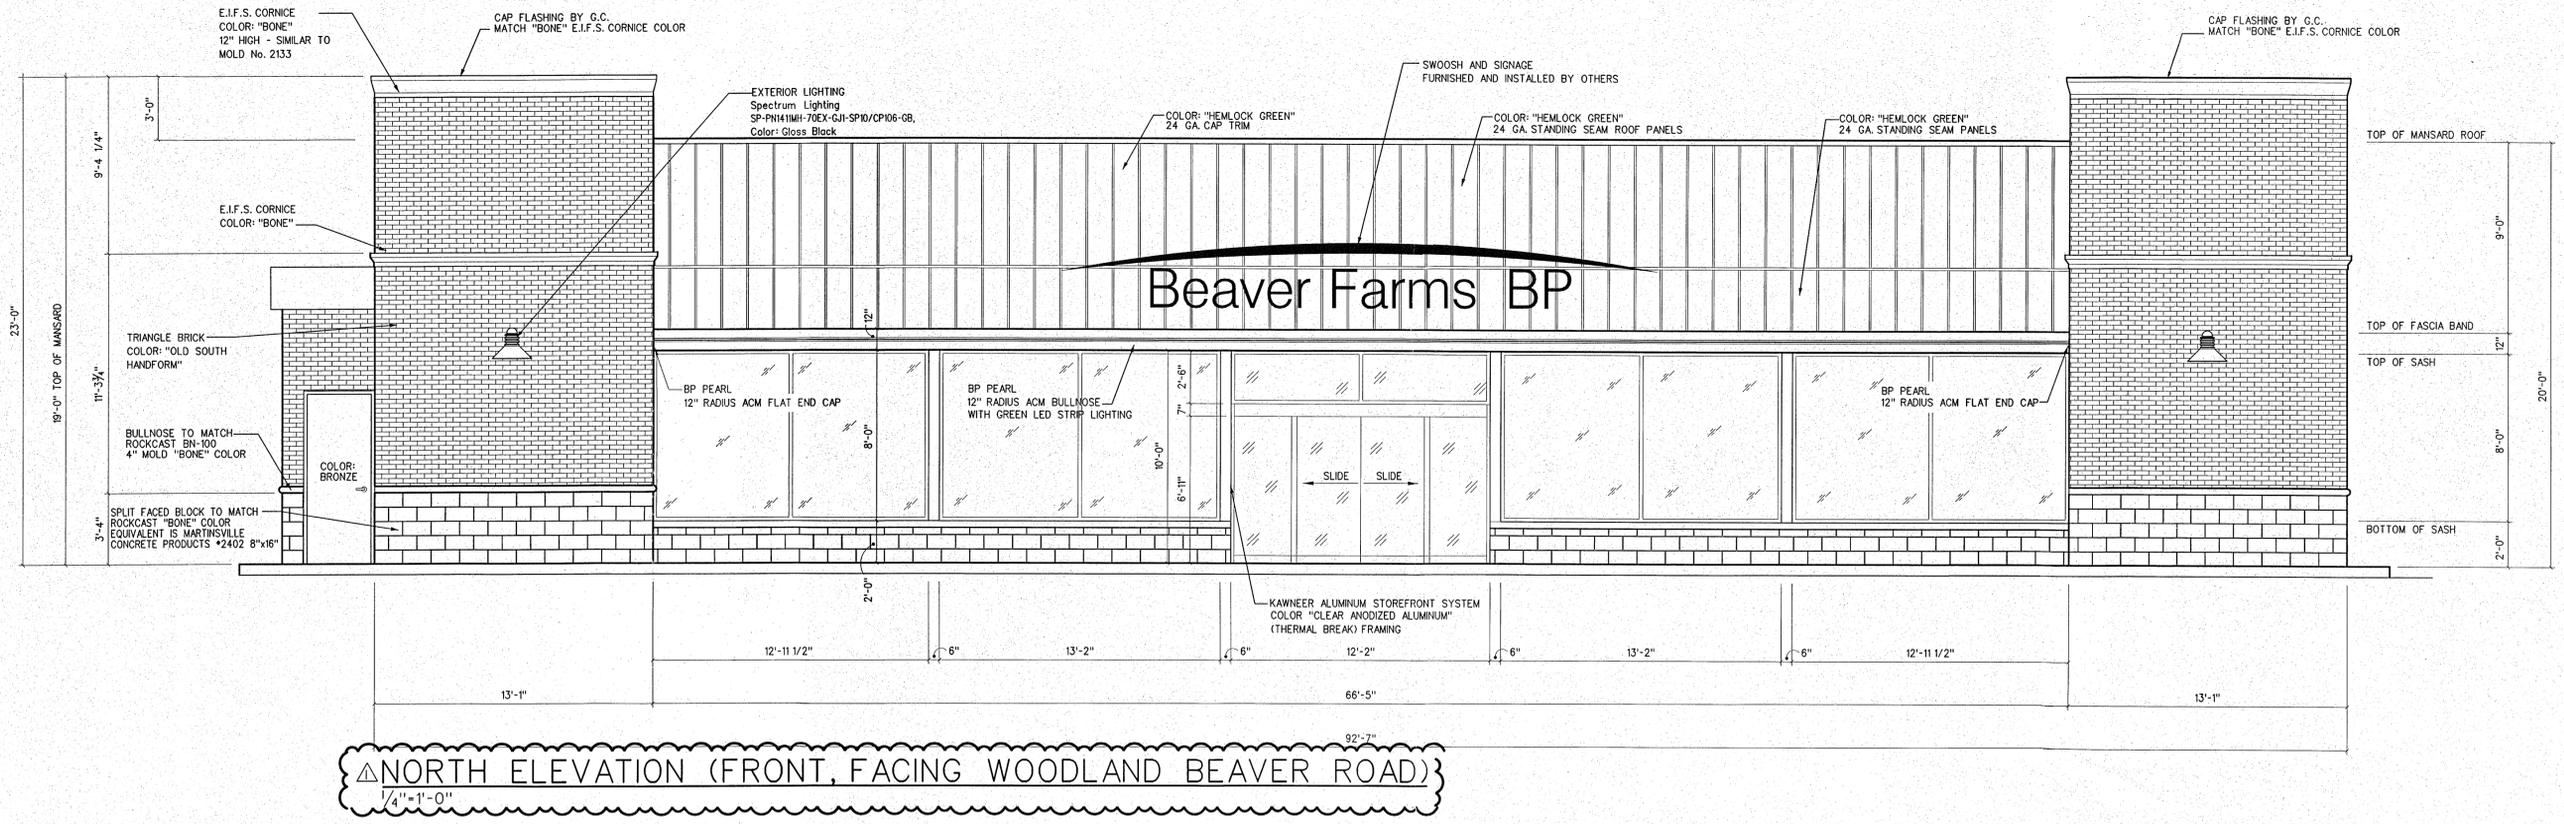 E.I.F.S. CORNICE
COLOR: "BONE"
12" HIGH - SIMILAR TO
MOLD No. 2133
CAP FLASHING BY G.C.
MATCH "BONE" E.I.F.S. CORNICE COLOR
CAP FLASHING BY G.C.
MATCH "BONE" E.I.F.S. CORNICE COLOR
SWOOSH AND SIGNAGE
FURNISHED AND INSTALLED BY OTHERS
EXTERIOR LIGHTING
Spectrum Lighting
SP-PN1411MH-70EX-GJ1-SP10/CP106-GB,
Color: Gloss Black
COLOR: "HEMLOCK GREEN"
24 GA. CAP TRIM
COLOR: "HEMLOCK GREEN"
24 GA. STANDING SEAM ROOF PANELS
COLOR: "HEMLOCK GREEN"
24 GA. STANDING SEAM PANELS
TOP OF MANSARD ROOF
3'-0"
9'-4 1/4"
E.I.F.S. CORNICE
COLOR: "BONE"
9'-0"
Beaver Farms BP
23'-0"
19'-0" TOP OF MANSARD
12"
TOP OF FASCIA BAND
12"
TOP OF SASH
TRIANGLE BRICK
COLOR: "OLD SOUTH
HANDFORM"
11'-3¾"
BP PEARL
12" RADIUS ACM FLAT END CAP
BP PEARL
12" RADIUS ACM BULLNOSE
WITH GREEN LED STRIP LIGHTING
2'-6"
7"
BP PEARL
12" RADIUS ACM FLAT END CAP
20'-0"
BULLNOSE TO MATCH
ROCKCAST BN-100
4" MOLD "BONE" COLOR
8'-0"
10'-0"
6'-11"
8'-0"
COLOR:
BRONZE
SLIDE
SLIDE
SPLIT FACED BLOCK TO MATCH
ROCKCAST "BONE" COLOR
EQUIVALENT IS MARTINSVILLE
CONCRETE PRODUCTS #2402 8"x16"
3'-4"
BOTTOM OF SASH
2'-0"
2'-0"
KAWNEER ALUMINUM STOREFRONT SYSTEM
COLOR "CLEAR ANODIZED ALUMINUM"
(THERMAL BREAK) FRAMING
12'-11 1/2"
6"
13'-2"
6"
12'-2"
6"
13'-2"
6"
12'-11 1/2"
13'-1"
66'-5"
13'-1"
92'-7"
1
NORTH ELEVATION (FRONT, FACING WOODLAND BEAVER ROAD)
1/4"=1'-0"